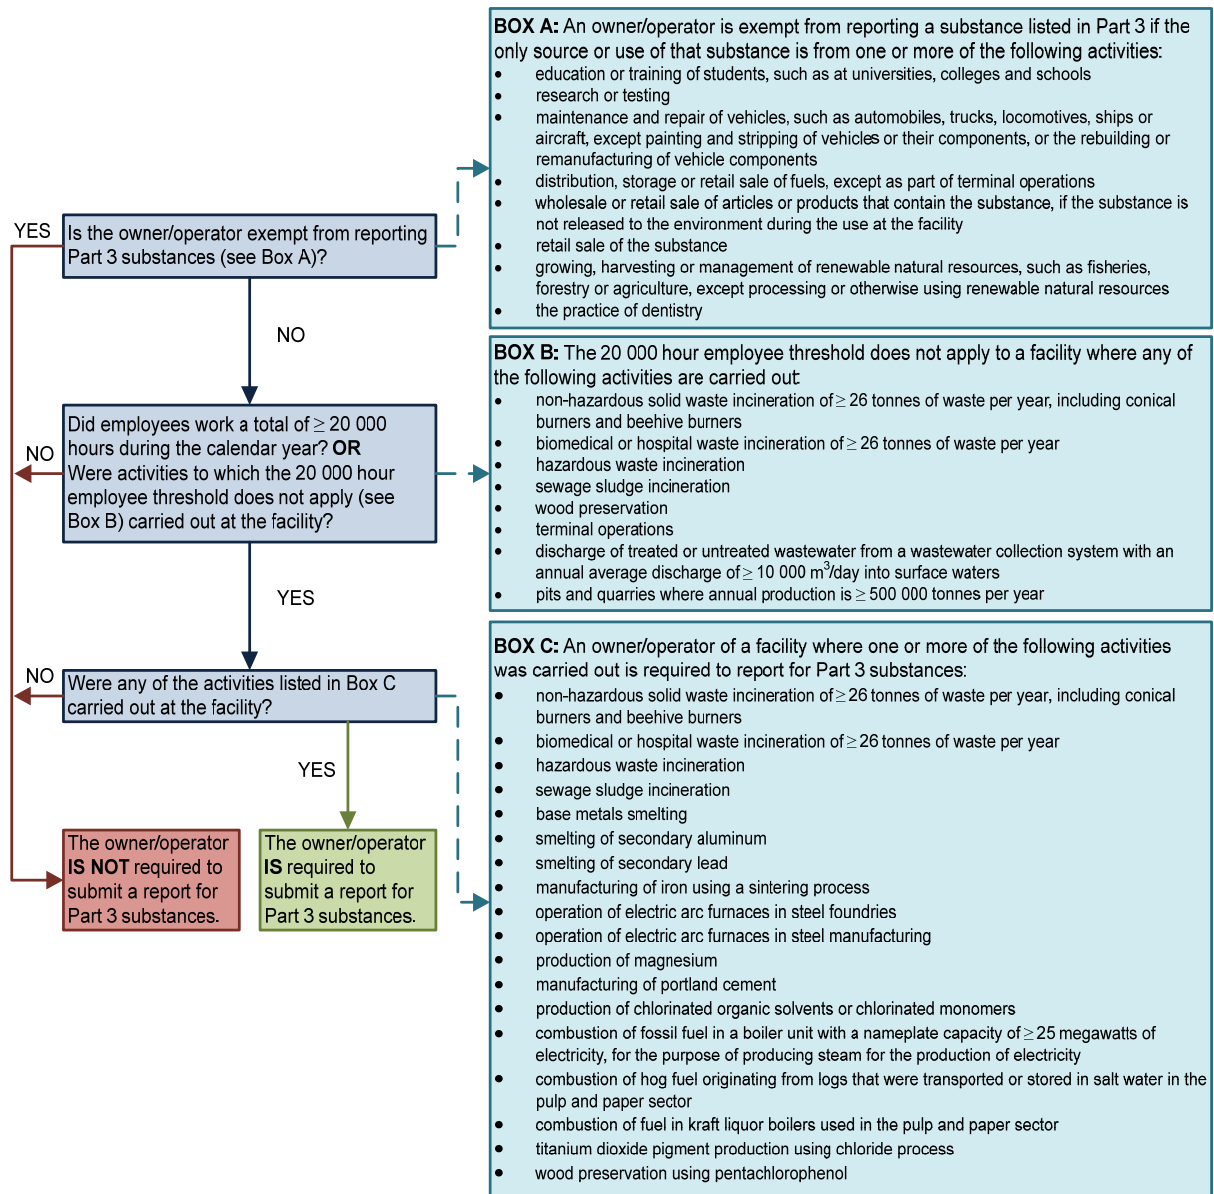 BOX A: An owner/operator is exempt from reporting a substance listed in Part 3 if the
only source or use of that substance is from one or more of the following activities:
• education or training of students, such as at universities, colleges and schools
• research or testing
• maintenance and repair of vehicles, such as automobiles, trucks, locomotives, ships or
aircraft, except painting and stripping of vehicles or their components, or the rebuilding or
remanufacturing of vehicle components
• distribution, storage or retail sale of fuels, except as part of terminal operations
• wholesale or retail sale of articles or products that contain the substance, if the substance is
not released to the environment during the use at the facility
• retail sale of the substance
• growing, harvesting or management of renewable natural resources, such as fisheries,
forestry or agriculture, except processing or otherwise using renewable natural resources
• the practice of dentistry
YES
Is the owner/operator exempt from reporting
Part 3 substances (see Box A)?
NO
BOX B: The 20 000 hour employee threshold does not apply to a facility where any of
the following activities are carried out:
• non-hazardous solid waste incineration of ≥ 26 tonnes of waste per year, including conical
burners and beehive burners
• biomedical or hospital waste incineration of ≥ 26 tonnes of waste per year
• hazardous waste incineration
• sewage sludge incineration
• wood preservation
• terminal operations
• discharge of treated or untreated wastewater from a wastewater collection system with an
annual average discharge of ≥ 10 000 m³/day into surface waters
• pits and quarries where annual production is ≥ 500 000 tonnes per year
NO
Did employees work a total of ≥ 20 000
hours during the calendar year? OR
Were activities to which the 20 000 hour
employee threshold does not apply (see
Box B) carried out at the facility?
YES
NO
Were any of the activities listed in Box C
carried out at the facility?
YES
The owner/operator
IS NOT required to
submit a report for
Part 3 substances.
The owner/operator
IS required to
submit a report for
Part 3 substances.
BOX C: An owner/operator of a facility where one or more of the following activities
was carried out is required to report for Part 3 substances:
• non-hazardous solid waste incineration of ≥ 26 tonnes of waste per year, including conical
burners and beehive burners
• biomedical or hospital waste incineration of ≥ 26 tonnes of waste per year
• hazardous waste incineration
• sewage sludge incineration
• base metals smelting
• smelting of secondary aluminum
• smelting of secondary lead
• manufacturing of iron using a sintering process
• operation of electric arc furnaces in steel foundries
• operation of electric arc furnaces in steel manufacturing
• production of magnesium
• manufacturing of portland cement
• production of chlorinated organic solvents or chlorinated monomers
• combustion of fossil fuel in a boiler unit with a nameplate capacity of ≥ 25 megawatts of
electricity, for the purpose of producing steam for the production of electricity
• combustion of hog fuel originating from logs that were transported or stored in salt water in the
pulp and paper sector
• combustion of fuel in kraft liquor boilers used in the pulp and paper sector
• titanium dioxide pigment production using chloride process
• wood preservation using pentachlorophenol